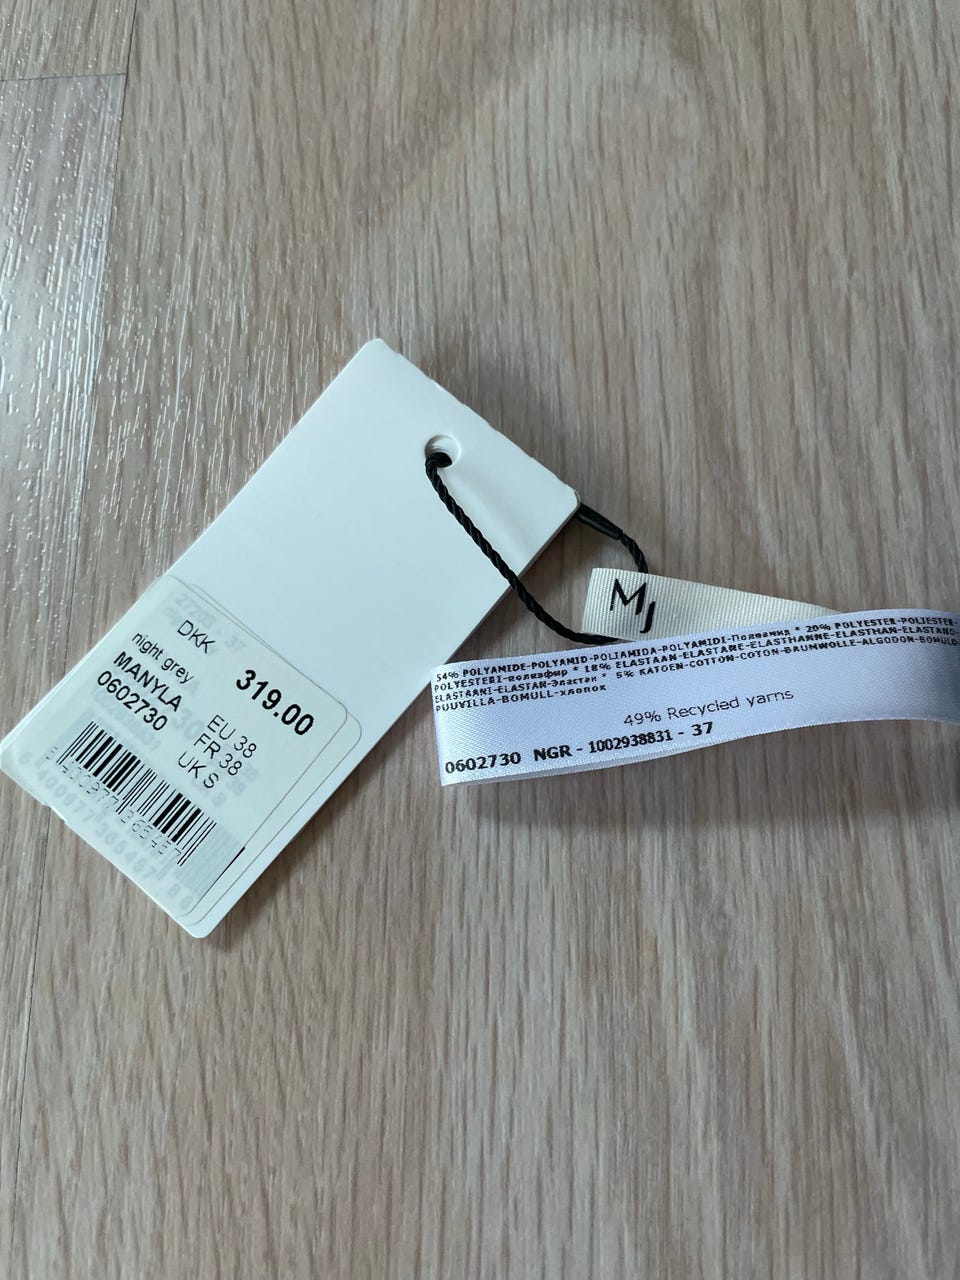 DKK
319.00
night grey
MANYLA
0602730
EU 38
FR 38
UK S
MJ
54% POLYAMIDE-POLYAMID-POLIAMIDA-POLYAMIDI-Полиамид * 20% POLYESTER-POLIESTER-
POLYESTERI-полиэфир * 18% ELASTAAN-ELASTANE-ELASTHANNE-ELASTHAN-ELASTANO-
ELASTAANI-ELASTAN-Эластан * 5% KATOEN-COTTON-COTON-BAUMWOLLE-ALGODON-BOMULD-
PUUVILLA-BOMULL-хлопок
49% Recycled yarns
0602730 NGR - 1002938831 - 37